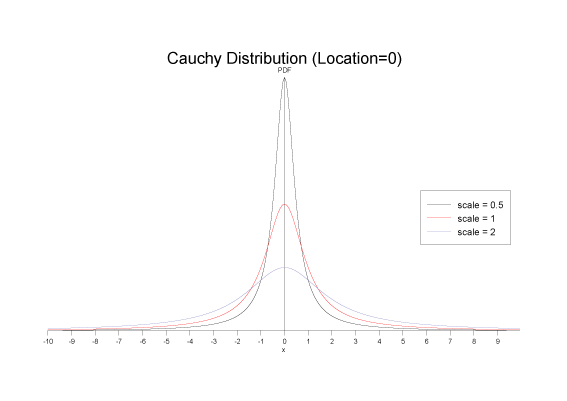 Cauchy Distribution (Location=0)
PDF
scale = 0.5
scale = 1
scale = 2
-10 -9 -8 -7 -6 -5 -4 -3 -2 -1 0 1 2 3 4 5 6 7 8 9
x